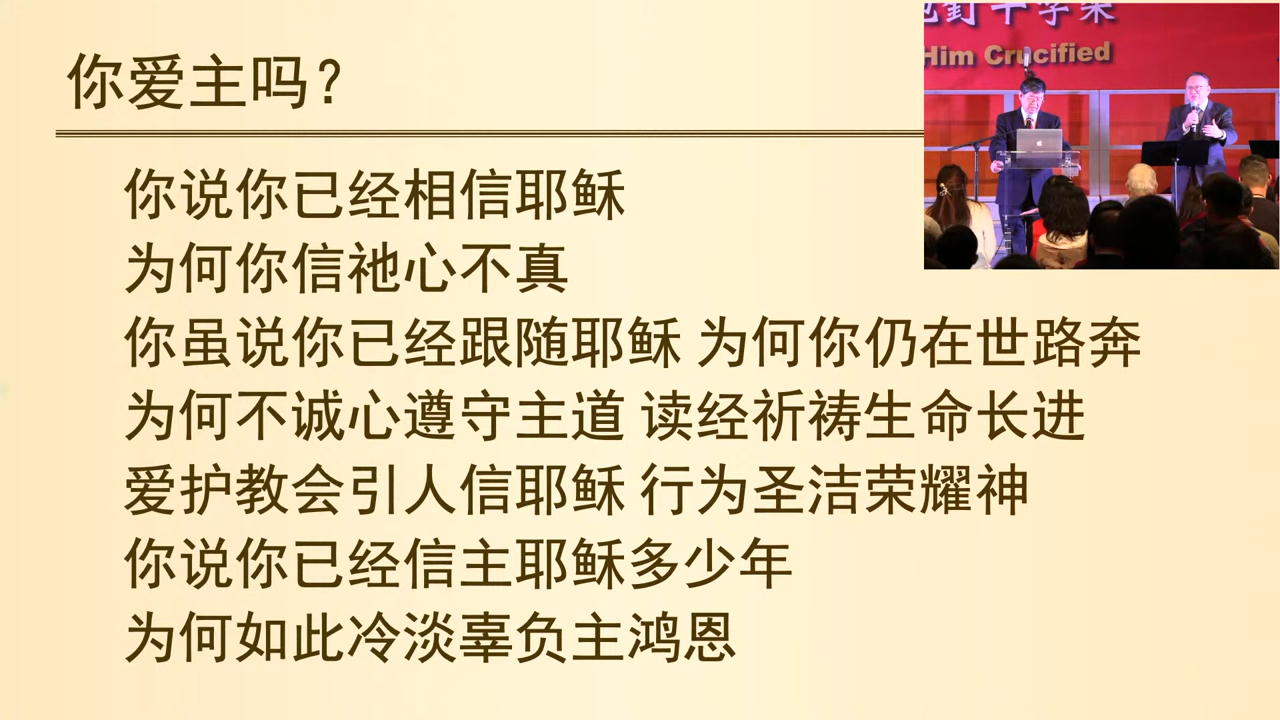 你爱主吗?
你说你已经相信耶稣
为何你信祂心不真
你虽说你已经跟随耶稣 为何你仍在世路奔
为何不诚心遵守主道 读经祈祷生命长进
爱护教会引人信耶稣 行为圣洁荣耀神
你说你已经信主耶稣多少年
为何如此冷淡辜负主鸿恩
十字架
Him Crucified